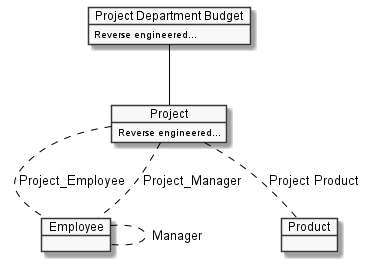 Project Department Budget
Reverse engineered...
Project
Reverse engineered...
Project_Employee
Project_Manager
Project Product
Employee
Manager
Product